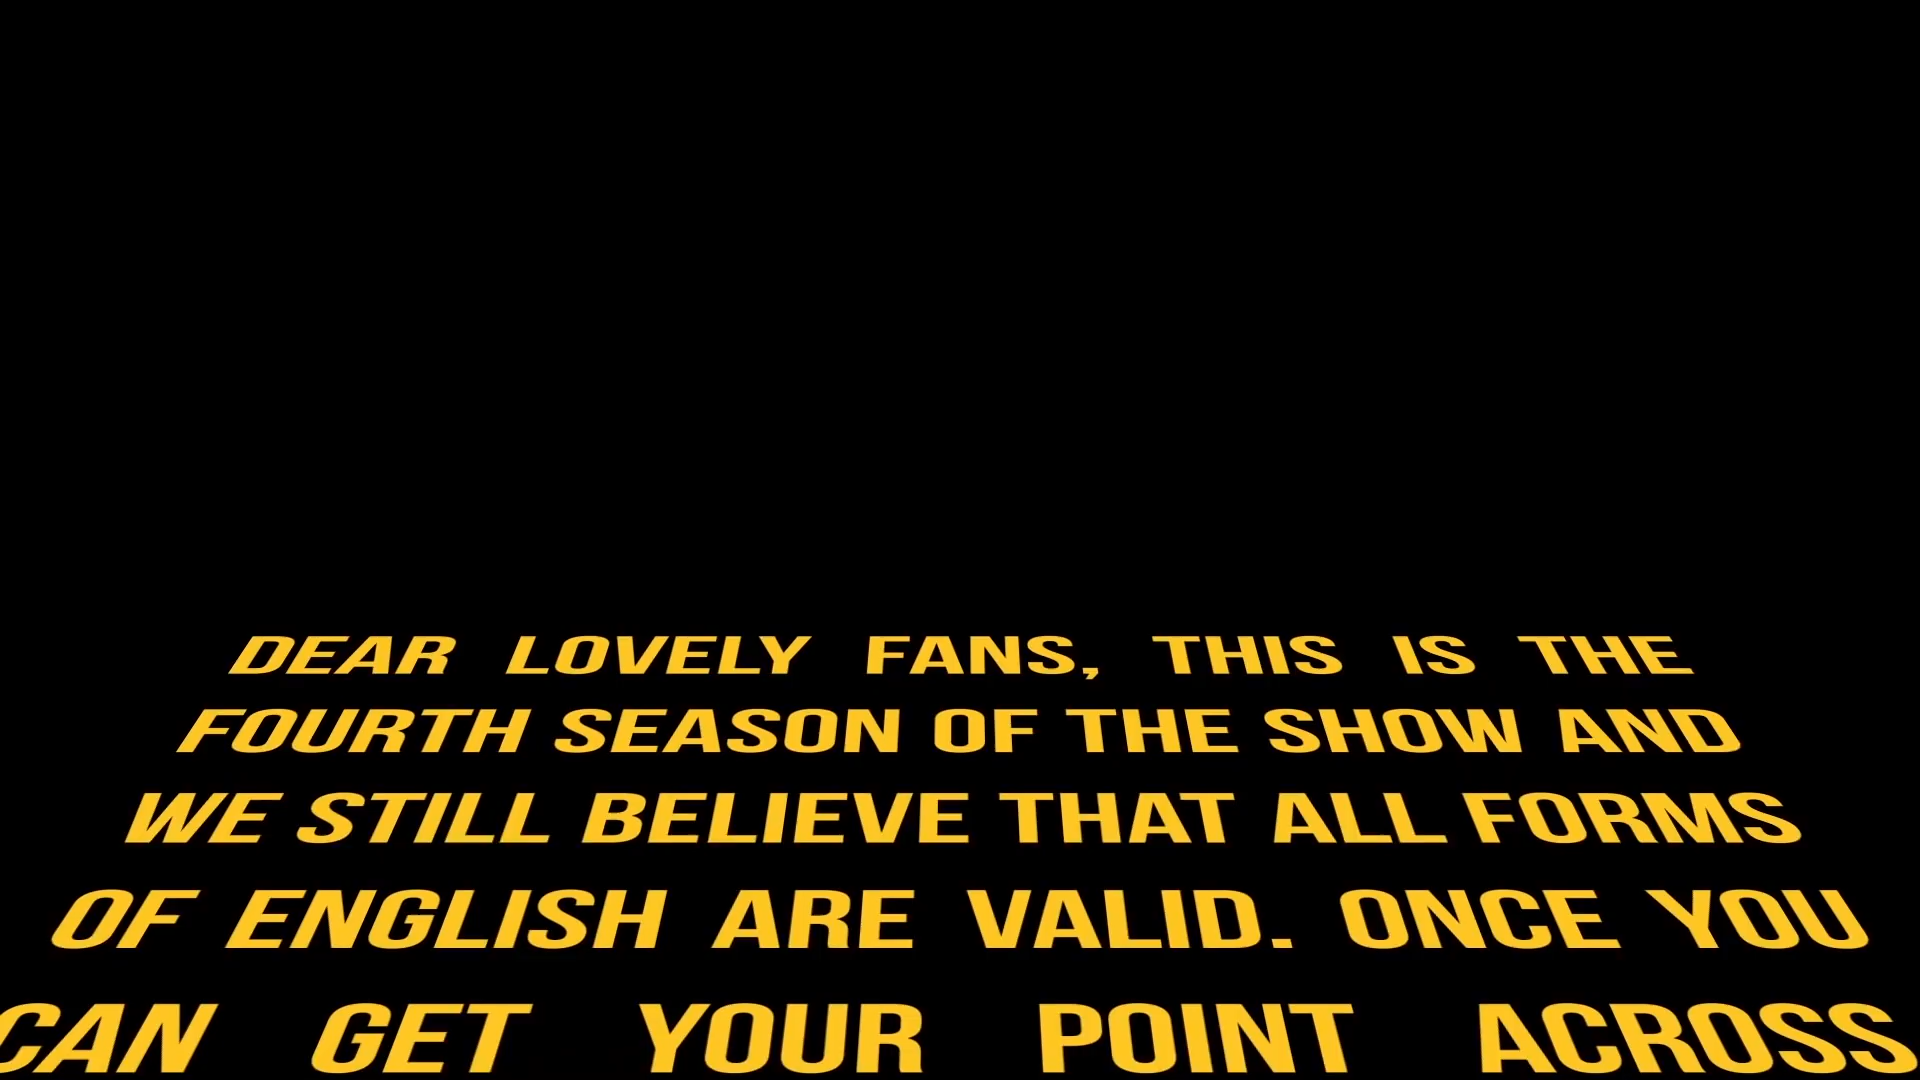 DEAR LOVELY FANS, THIS IS THE
FOURTH SEASON OF THE SHOW AND
WE STILL BELIEVE THAT ALL FORMS
OF ENGLISH ARE VALID. ONCE YOU
CAN GET YOUR POINT ACROSS